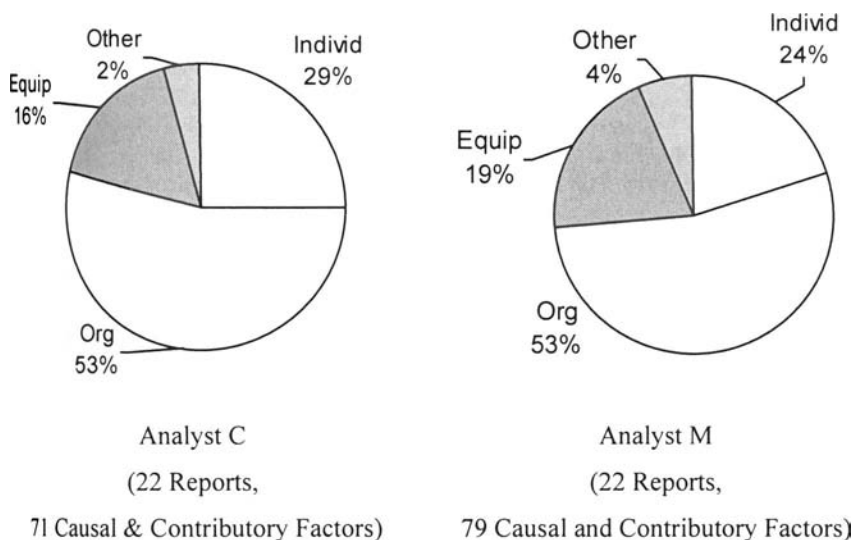 Other
2%
Individ
29%
Equip
16%
Org
53%
Analyst C
(22 Reports,
71 Causal & Contributory Factors)
Other
4%
Individ
24%
Equip
19%
Org
53%
Analyst M
(22 Reports,
79 Causal and Contributory Factors)